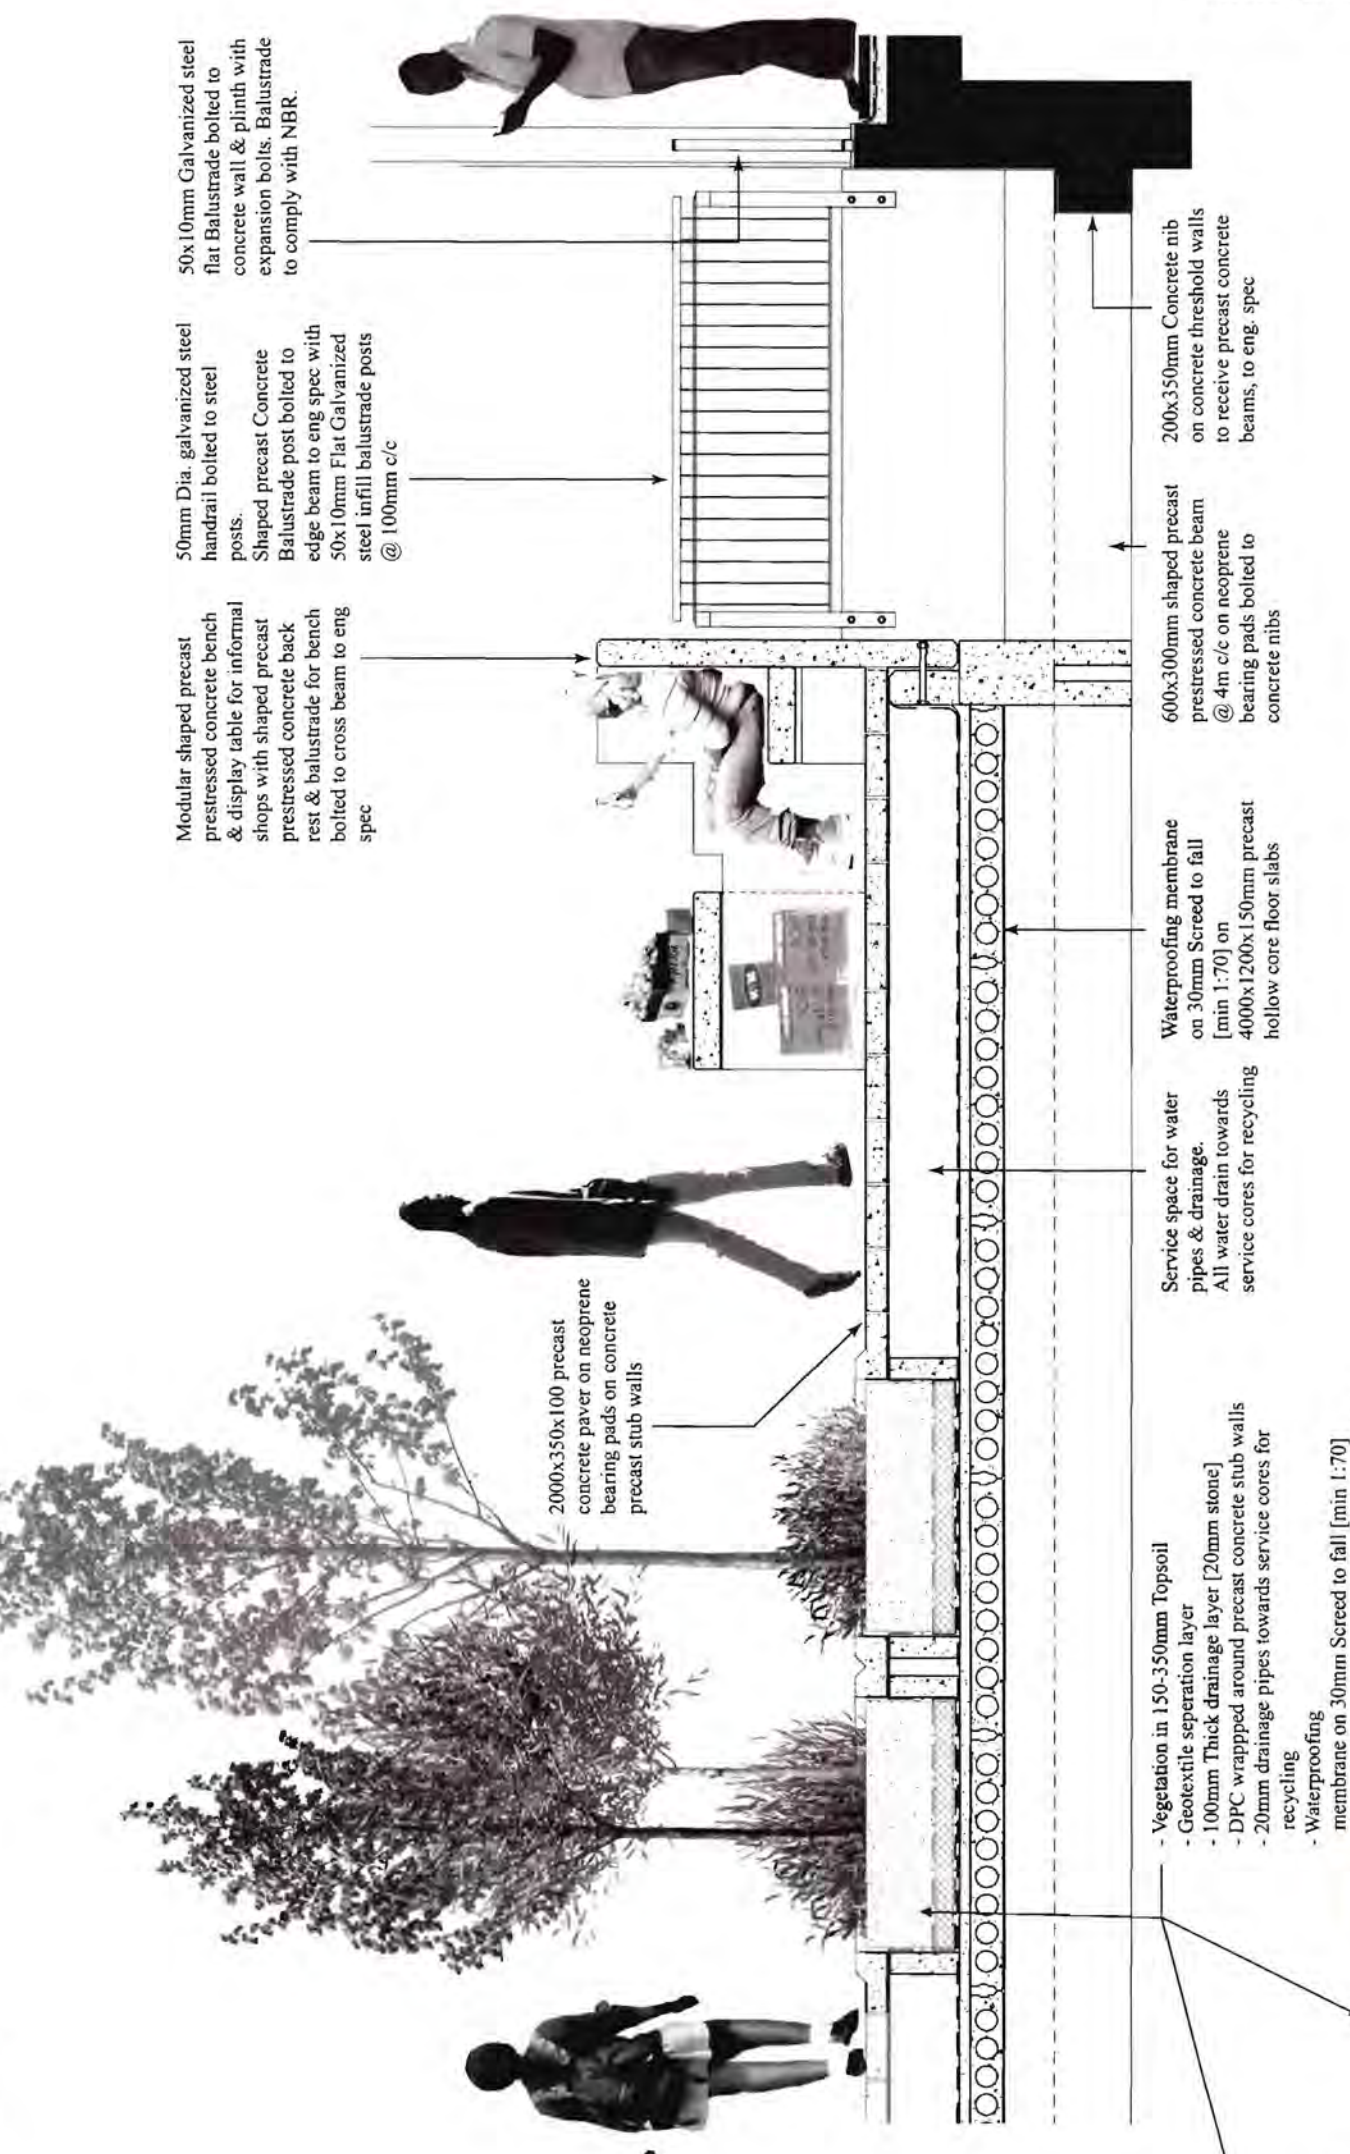 Modular shaped precast
prestressed concrete bench
& display table for informal
shops with shaped precast
prestressed concrete back
rest & balustrade for bench
bolted to cross beam to eng
spec
50mm Dia. galvanized steel
handrail bolted to steel
posts.
Shaped precast Concrete
Balustrade post bolted to
edge beam to eng spec with
50x10mm Flat Galvanized
steel infill balustrade posts
@ 100mm c/c
50x10mm Galvanized steel
flat Balustrade bolted to
concrete wall & plinth with
expansion bolts. Balustrade
to comply with NBR.
2000x350x100 precast
concrete paver on neoprene
bearing pads on concrete
precast stub walls
- Vegetation in 150-350mm Topsoil
- Geotextile seperation layer
- 100mm Thick drainage layer [20mm stone]
- DPC wrapped around precast concrete stub walls
- 20mm drainage pipes towards service cores for
recycling
- Waterproofing
membrane on 30mm Screed to fall [min 1:70]
Service space for water
pipes & drainage.
All water drain towards
service cores for recycling
Waterproofing membrane
on 30mm Screed to fall
[min 1:70] on
4000x1200x150mm precast
hollow core floor slabs
600x300mm shaped precast
prestressed concrete beam
@ 4m c/c on neoprene
bearing pads bolted to
concrete nibs
200x350mm Concrete nib
on concrete threshold walls
to receive precast concrete
beams, to eng. spec